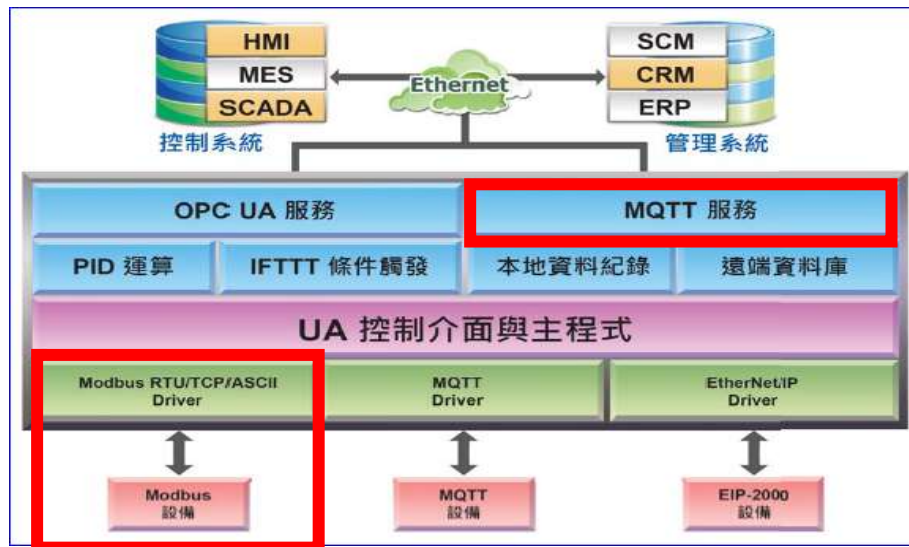 HMI
MES
SCADA
控制系統
Ethernet
SCM
CRM
ERP
管理系統
OPC UA 服務
MQTT 服務
PID 運算
IFTTT 條件觸發
本地資料紀錄
遠端資料庫
UA 控制介面與主程式
Modbus RTU/TCP/ASCII
Driver
MQTT
Driver
EtherNet/IP
Driver
Modbus
設備
MQTT
設備
EIP-2000
設備